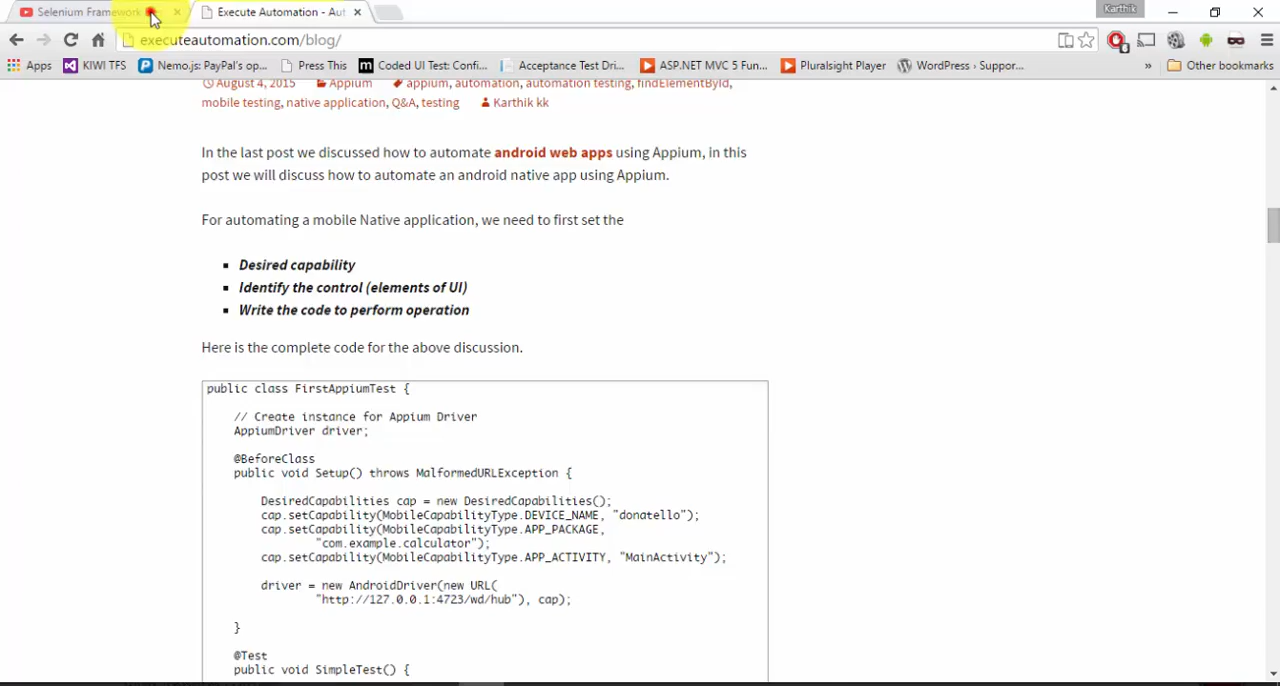 Selenium Framework
Execute Automation - Aut
Karthik
executeautomation.com/blog/
Apps
KIWI TFS
Nemo.js: PayPal's op...
Press This
Coded UI Test: Confi...
Acceptance Test Dri...
ASP.NET MVC 5 Fun...
Pluralsight Player
WordPress › Suppor...
»
Other bookmarks
August 4, 2015 Appium appium, automation, automation testing, findElementById,
mobile testing, native application, Q&A, testing Karthik kk
In the last post we discussed how to automate android web apps using Appium, in this
post we will discuss how to automate an android native app using Appium.
For automating a mobile Native application, we need to first set the
Desired capability
Identify the control (elements of UI)
Write the code to perform operation
Here is the complete code for the above discussion.
public class FirstAppiumTest {
// Create instance for Appium Driver
AppiumDriver driver;
@BeforeClass
public void Setup() throws MalformedURLException {
DesiredCapabilities cap = new DesiredCapabilities();
cap.setCapability(MobileCapabilityType.DEVICE_NAME, "donatello");
cap.setCapability(MobileCapabilityType.APP_PACKAGE,
"com.example.calculator");
cap.setCapability(MobileCapabilityType.APP_ACTIVITY, "MainActivity");
driver = new AndroidDriver(new URL(
"http://127.0.0.1:4723/wd/hub"), cap);
}
@Test
public void SimpleTest() {